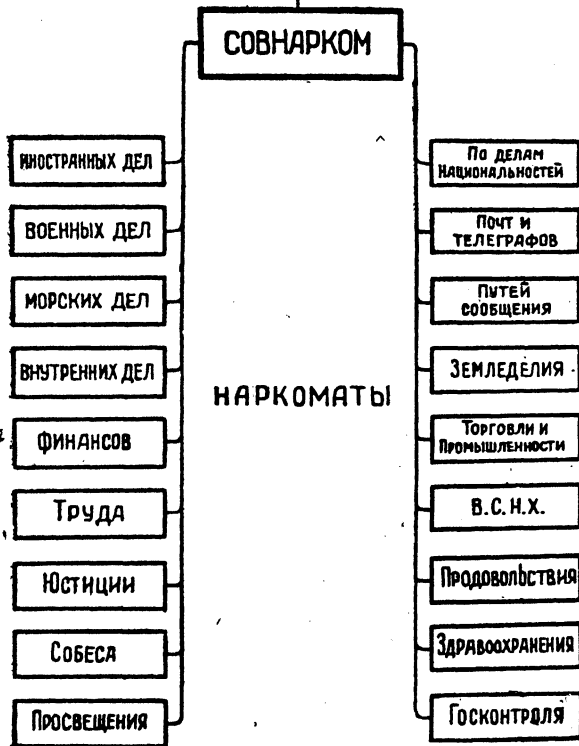 СОВНАРКОМ
ИНОСТРАННЫХ ДЕЛ
ВОЕННЫХ ДЕЛ
МОРСКИХ ДЕЛ
ВНУТРЕННИХ ДЕЛ
ФИНАНСОВ
ТРУДА
ЮСТИЦИИ
СОБЕСА
ПРОСВЕЩЕНИЯ
НАРКОМАТЫ
ПО ДЕЛАМ
НАЦИОНАЛЬНОСТЕЙ
ПОЧТ И
ТЕЛЕГРАФОВ
ПУТЕЙ
СООБЩЕНИЯ
ЗЕМЛЕДЕЛИЯ
ТОРГОВЛИ И
ПРОМЫШЛЕННОСТИ
В.С.Н.Х.
ПРОДОВОЛЬСТВИЯ
ЗДРАВООХРАНЕНИЯ
ГОСКОНТРОЛЯ